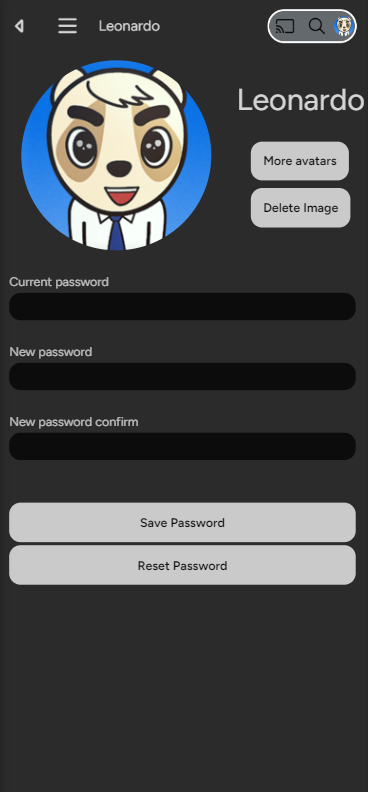 Leonardo
Leonardo
More avatars
Delete Image
Current password
New password
New password confirm
Save Password
Reset Password